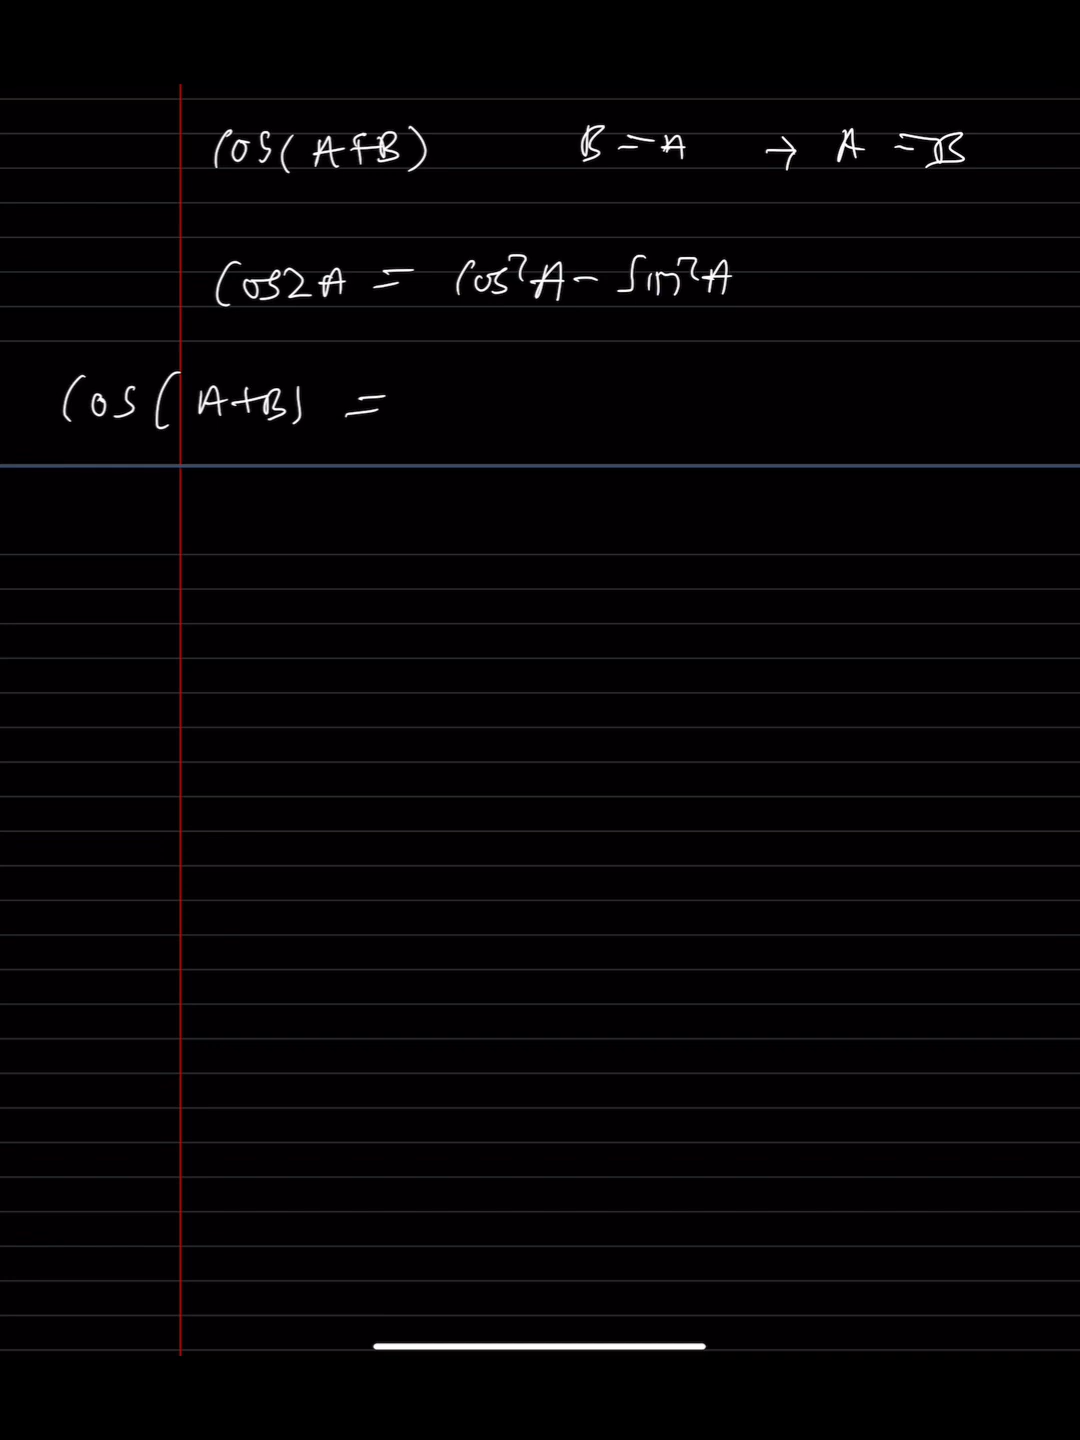 cos(A+B) B=A → A=B
cos2A = cos²A - sin²A
cos(A+B) =